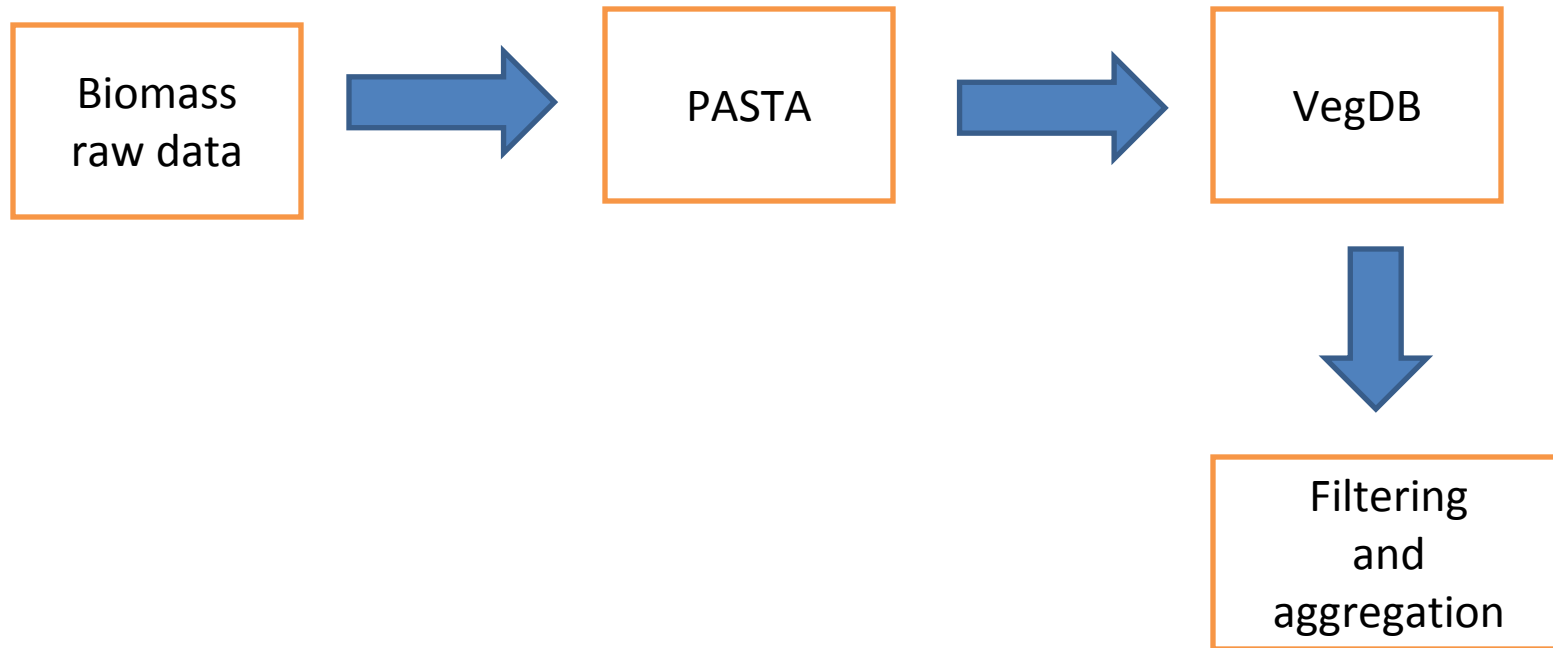 Biomass
raw data
PASTA
VegDB
Filtering
and
aggregation